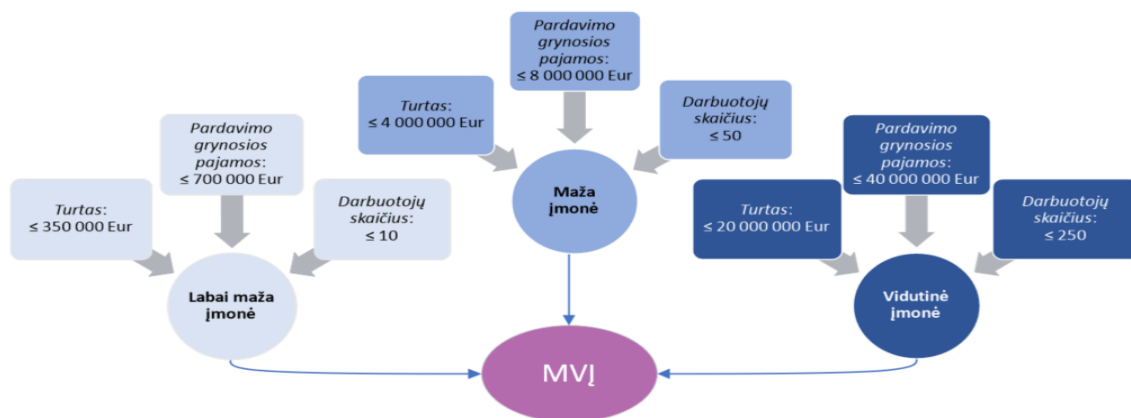 Turtas:
≤ 350 000 Eur
Pardavimo
grynosios
pajamos:
≤ 700 000 Eur
Darbuotojų
skaičius:
≤ 10
Labai maža
įmonė
Turtas:
≤ 4 000 000 Eur
Pardavimo
grynosios
pajamos:
≤ 8 000 000 Eur
Darbuotojų
skaičius:
≤ 50
Maža
įmonė
Turtas:
≤ 20 000 000 Eur
Pardavimo
grynosios
pajamos:
≤ 40 000 000 Eur
Darbuotojų
skaičius:
≤ 250
Vidutinė
įmonė
MVĮ